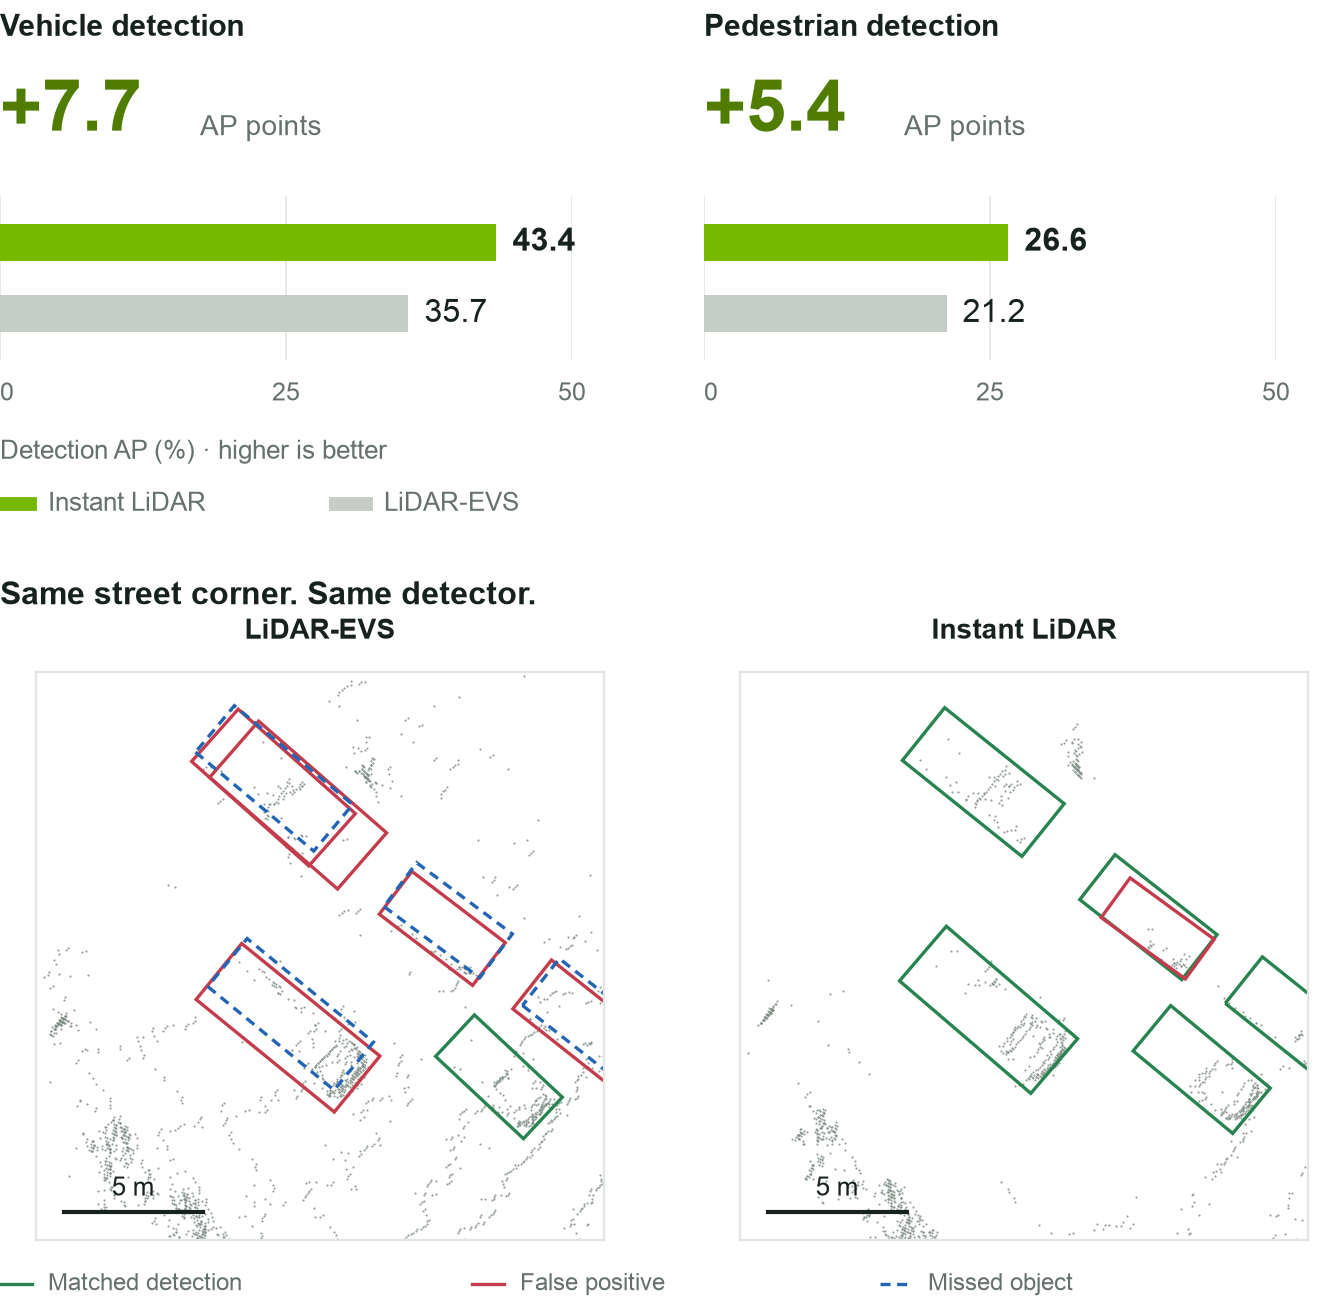 Vehicle detection
+7.7 AP points
43.4
35.7
0 25 50
Pedestrian detection
+5.4 AP points
26.6
21.2
0 25 50
Detection AP (%) · higher is better
Instant LiDAR LiDAR-EVS
Same street corner. Same detector.
LiDAR-EVS
5 m
Instant LiDAR
5 m
Matched detection False positive Missed object